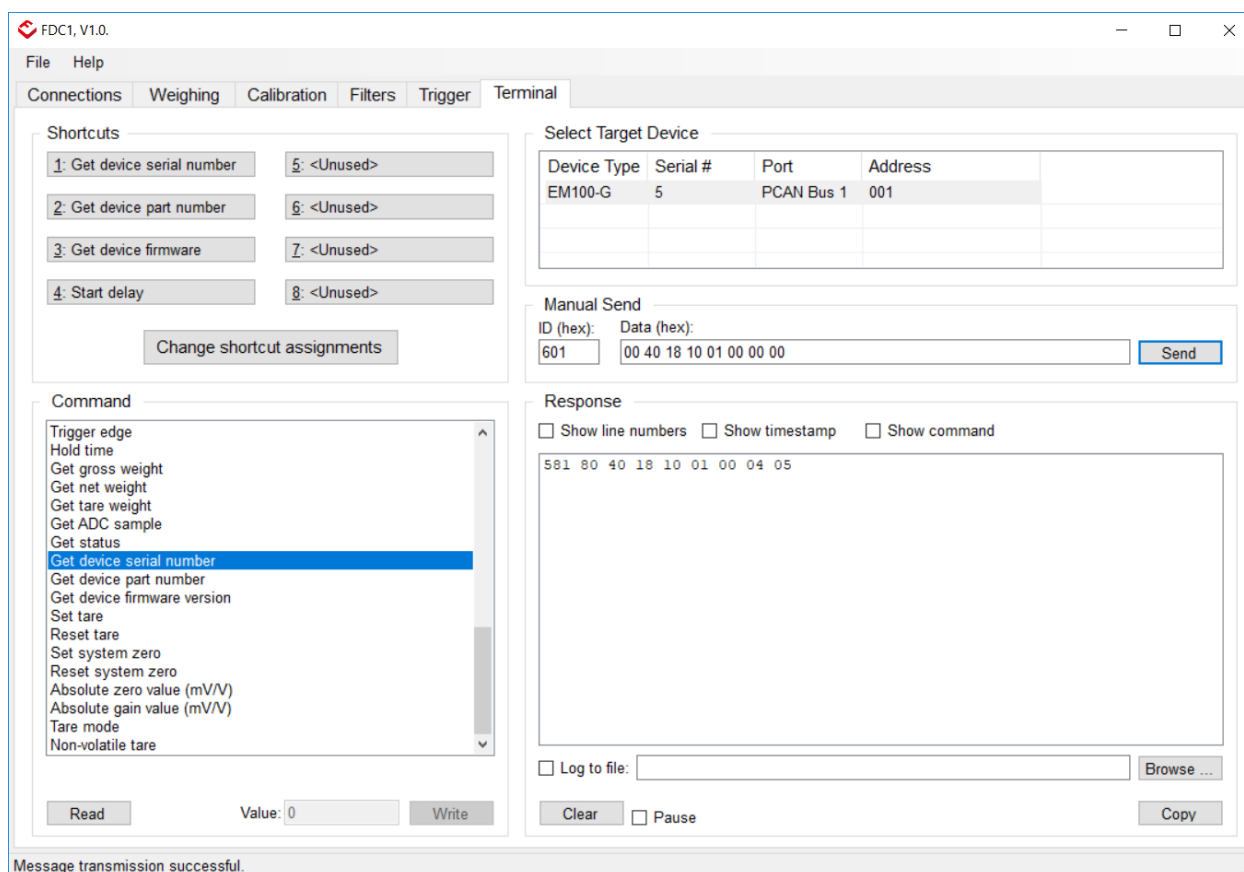 FDC1, V1.0.
File Help
Connections Weighing Calibration Filters Trigger Terminal
Shortcuts
1: Get device serial number 5: <Unused>
2: Get device part number 6: <Unused>
3: Get device firmware 7: <Unused>
4: Start delay 8: <Unused>
Change shortcut assignments
Select Target Device
Device Type Serial # Port Address
EM100-G 5 PCAN Bus 1 001
Manual Send
ID (hex): Data (hex):
601 00 40 18 10 01 00 00 00 Send
Command
Trigger edge
Hold time
Get gross weight
Get net weight
Get tare weight
Get ADC sample
Get status
Get device serial number
Get device part number
Get device firmware version
Set tare
Reset tare
Set system zero
Reset system zero
Absolute zero value (mV/V)
Absolute gain value (mV/V)
Tare mode
Non-volatile tare
Read Value: 0 Write
Response
Show line numbers Show timestamp Show command
581 80 40 18 10 01 00 04 05
Log to file: Browse ...
Clear Pause Copy
Message transmission successful.